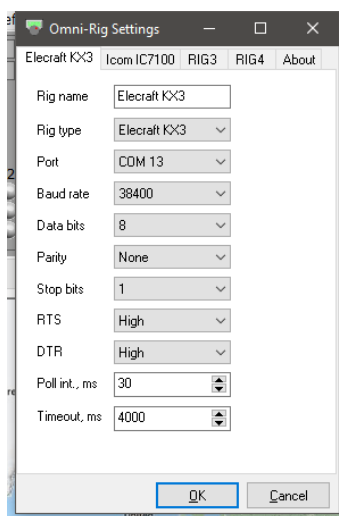 Omni-Rig Settings
Elecraft KX3 Icom IC7100 RIG3 RIG4 About
Rig name Elecraft KX3
Rig type Elecraft KX3
Port COM 13
Baud rate 38400
Data bits 8
Parity None
Stop bits 1
RTS High
DTR High
Poll int., ms 30
Timeout, ms 4000
OK Cancel